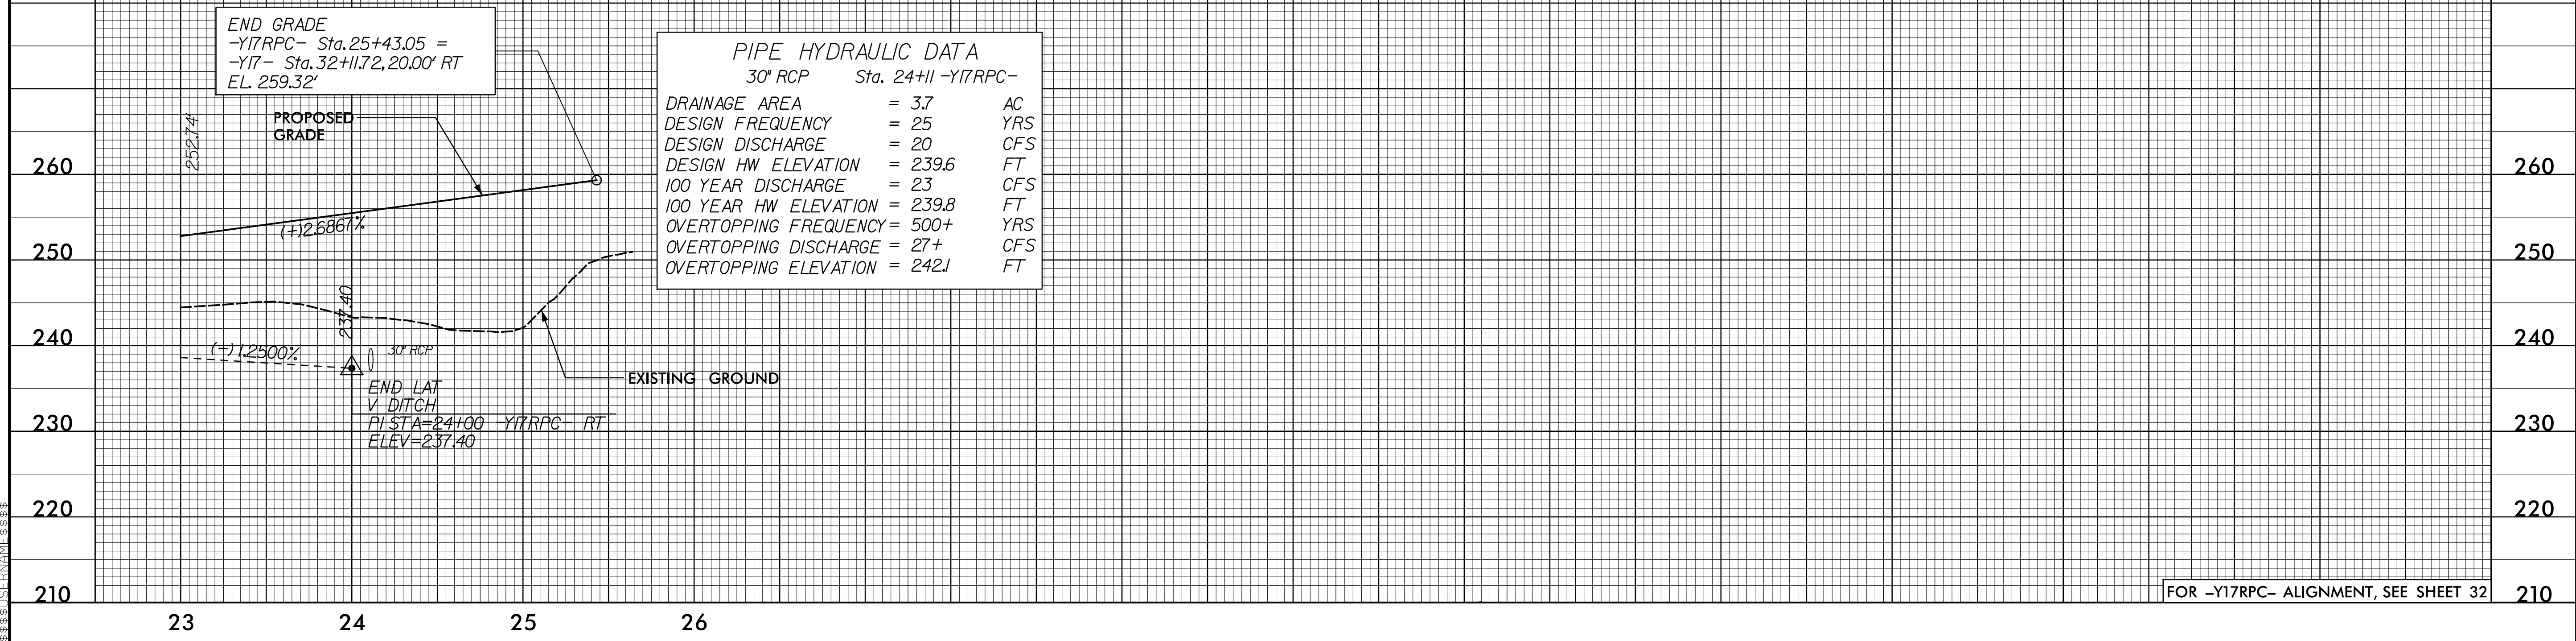 END GRADE
-Y17RPC- Sta.25+43.05 =
-Y17- Sta.32+11.72,20.00' RT
EL. 259.32'
PROPOSED
GRADE
252.74'
(+)2.6867%
PIPE HYDRAULIC DATA
30" RCP Sta. 24+11 -Y17RPC-
DRAINAGE AREA = 3.7 AC
DESIGN FREQUENCY = 25 YRS
DESIGN DISCHARGE = 20 CFS
DESIGN HW ELEVATION = 239.6 FT
100 YEAR DISCHARGE = 23 CFS
100 YEAR HW ELEVATION = 239.8 FT
OVERTOPPING FREQUENCY = 500+ YRS
OVERTOPPING DISCHARGE = 27+ CFS
OVERTOPPING ELEVATION = 242.1 FT
237.40
(-)1.2500%
30" RCP
END LAT
V DITCH
PI STA=24+00 -Y17RPC- RT
ELEV=237.40
EXISTING GROUND
260 260
250 250
240 240
230 230
220 220
210 210
FOR -Y17RPC- ALIGNMENT, SEE SHEET 32
23 24 25 26
$$$$USERNAME$$$$